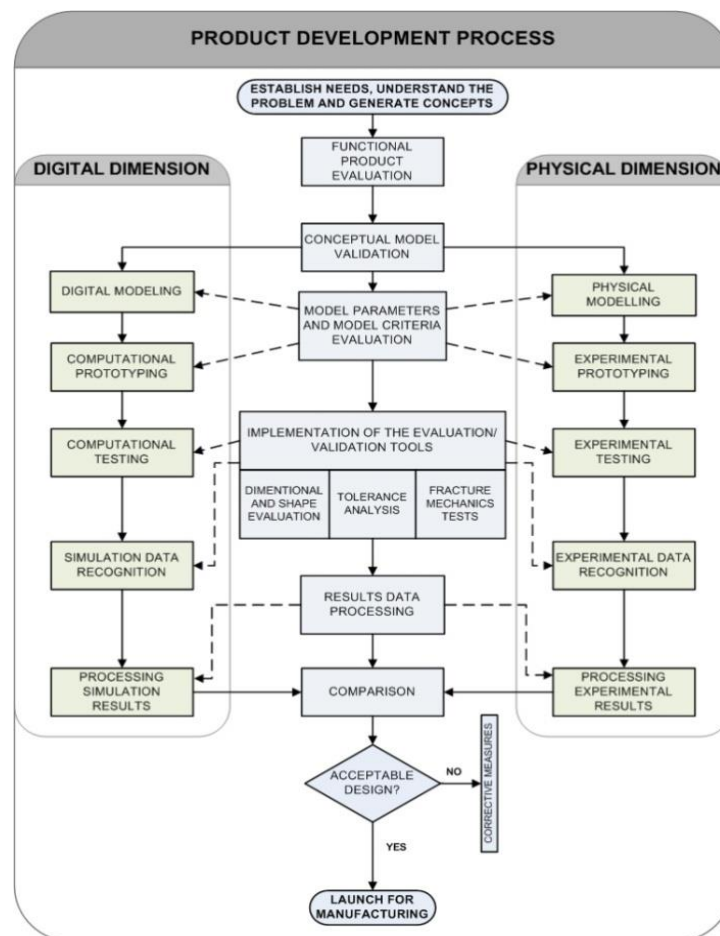 PRODUCT DEVELOPMENT PROCESS
ESTABLISH NEEDS, UNDERSTAND THE
PROBLEM AND GENERATE CONCEPTS
FUNCTIONAL
PRODUCT
EVALUATION
DIGITAL DIMENSION
PHYSICAL DIMENSION
CONCEPTUAL MODEL
VALIDATION
DIGITAL MODELING
PHYSICAL
MODELLING
MODEL PARAMETERS
AND MODEL CRITERIA
EVALUATION
COMPUTATIONAL
PROTOTYPING
EXPERIMENTAL
PROTOTYPING
IMPLEMENTATION OF THE EVALUATION/
VALIDATION TOOLS
COMPUTATIONAL
TESTING
EXPERIMENTAL
TESTING
DIMENTIONAL
AND SHAPE
EVALUATION
TOLERANCE
ANALYSIS
FRACTURE
MECHANICS
TESTS
SIMULATION DATA
RECOGNITION
EXPERIMENTAL DATA
RECOGNITION
RESULTS DATA
PROCESSING
PROCESSING
SIMULATION
RESULTS
COMPARISON
PROCESSING
EXPERIMENTAL
RESULTS
ACCEPTABLE
DESIGN?
NO
CORRECTIVE MEASURES
YES
LAUNCH FOR
MANUFACTURING